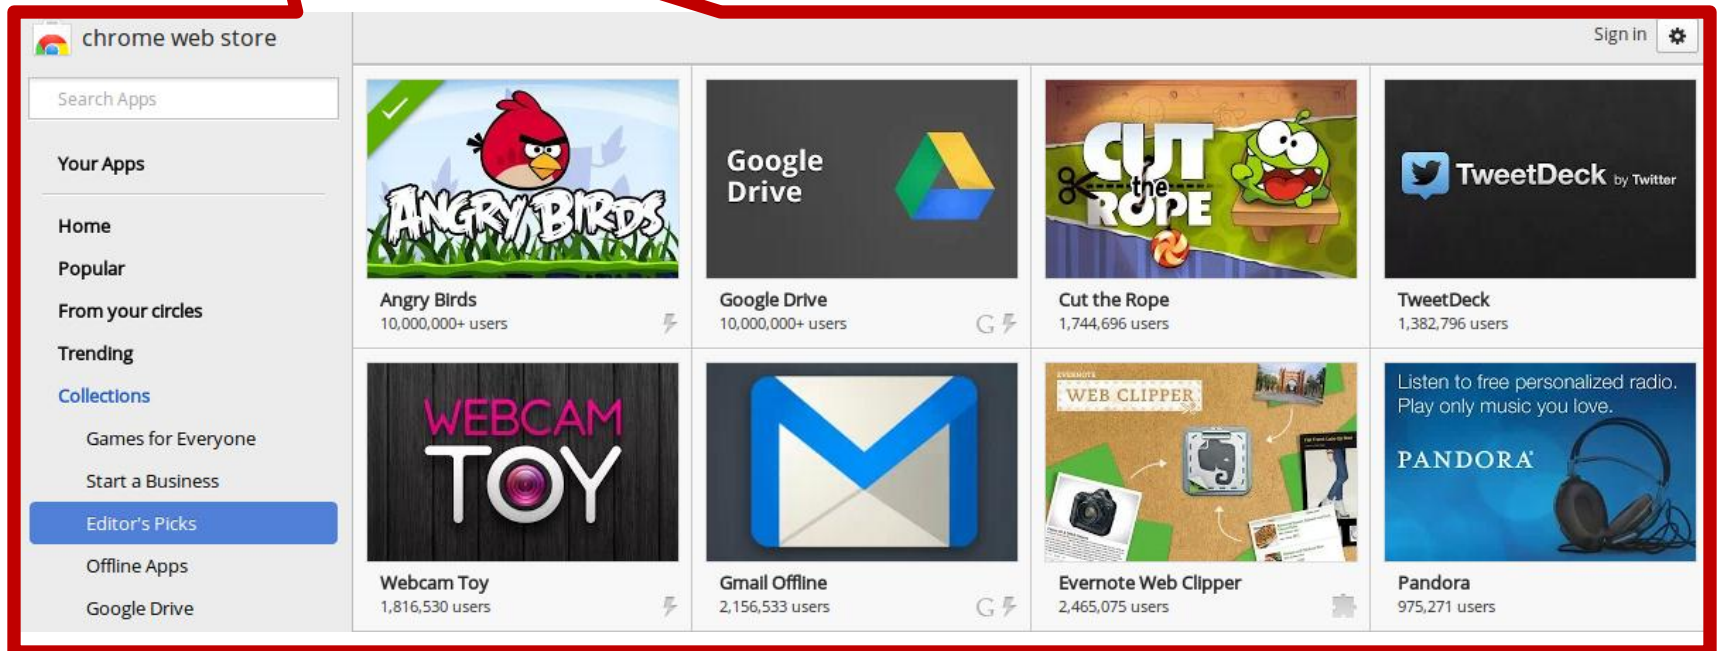 chrome web store
Sign in
Search Apps
Your Apps
Home
Popular
From your circles
Trending
Collections
Games for Everyone
Start a Business
Editor's Picks
Offline Apps
Google Drive
ANGRY BIRDS
Angry Birds
10,000,000+ users
Google
Drive
Google Drive
10,000,000+ users
G
CUT
the
ROPE
Cut the Rope
1,744,696 users
TweetDeck by Twitter
TweetDeck
1,382,796 users
WEBCAM
TOY
Webcam Toy
1,816,530 users
Gmail Offline
2,156,533 users
G
EVERNOTE
WEB CLIPPER
Evernote Web Clipper
2,465,075 users
Listen to free personalized radio.
Play only music you love.
PANDORA
Pandora
975,271 users